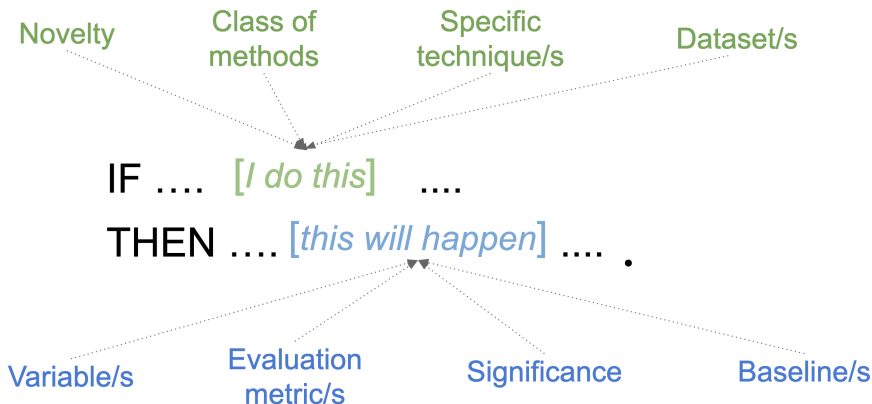 Novelty
Class of
methods
Specific
technique/s
Dataset/s
IF .... [I do this] ....
THEN .... [this will happen] .... .
Variable/s
Evaluation
metric/s
Significance
Baseline/s